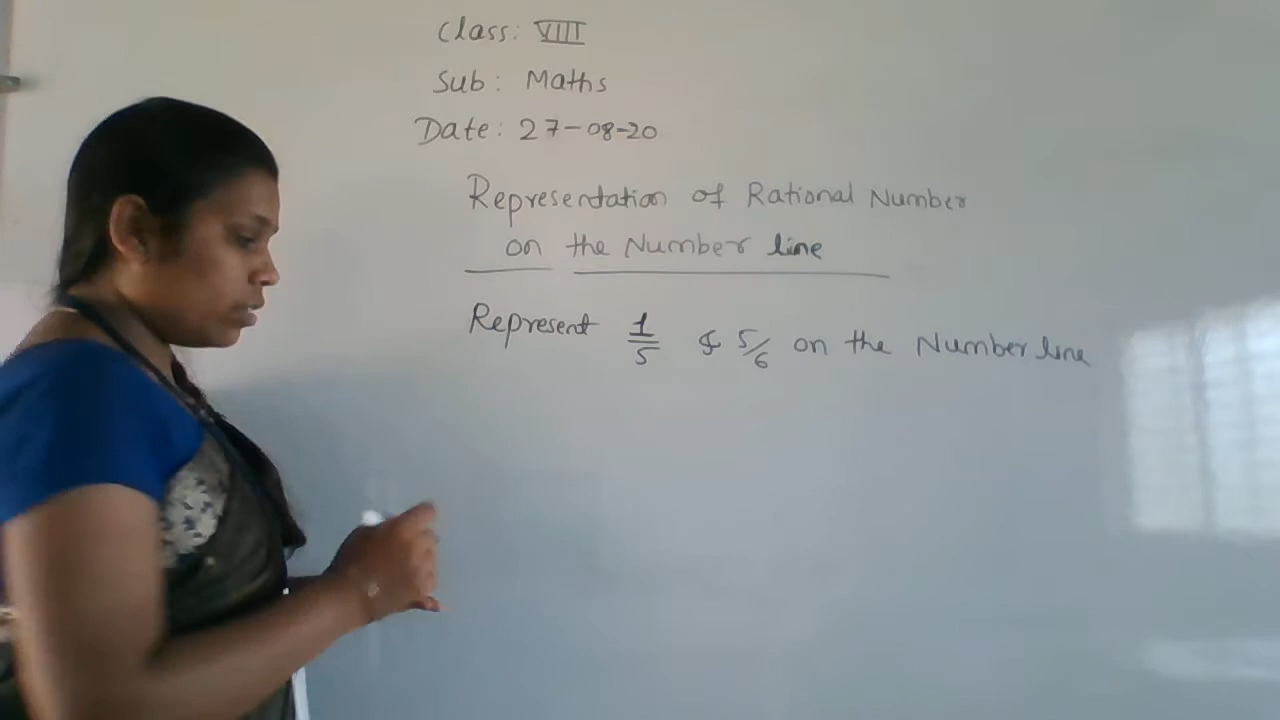 Class: VIII
Sub: Maths
Date: 27-08-20
Representation of Rational Number
on the Number line
Represent 1/5 & 5/6 on the Number line